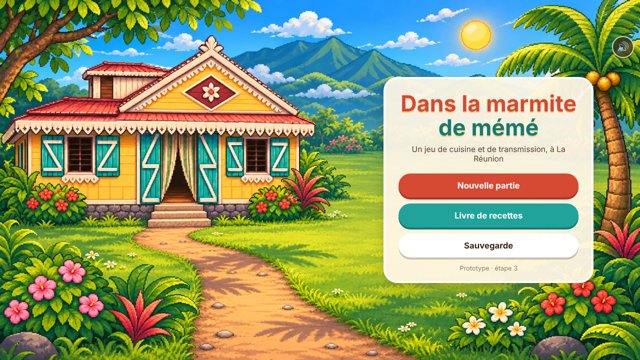 Dans la marmite
de mémé
Un jeu de cuisine et de transmission, à La
Réunion
Nouvelle partie
Livre de recettes
Sauvegarde
Prototype · étape 3